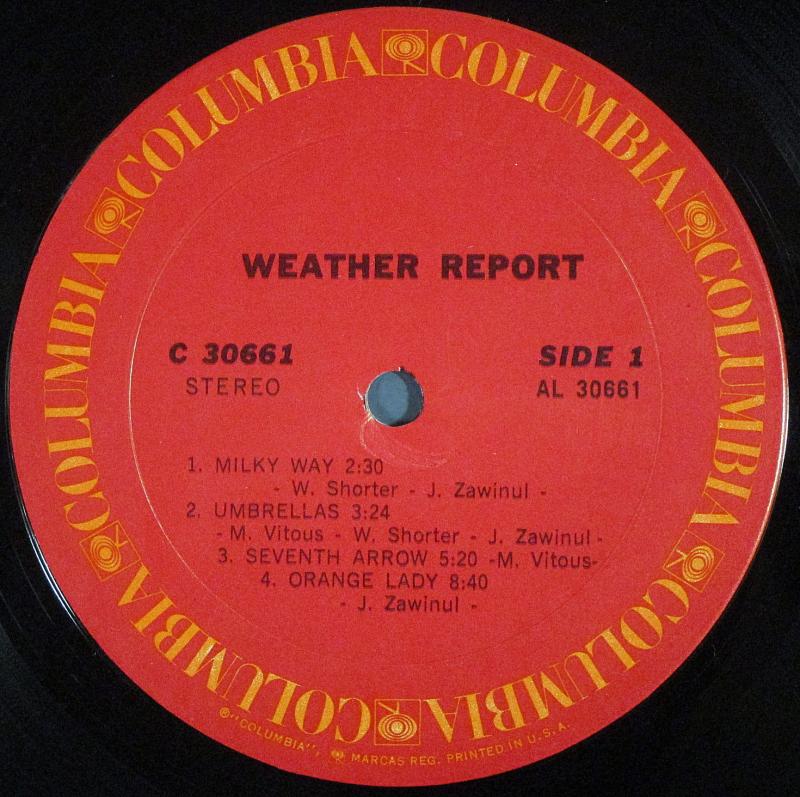 COLUMBIA COLUMBIA COLUMBIA COLUMBIA COLUMBIA COLUMBIA
WEATHER REPORT
C 30661
STEREO
SIDE 1
AL 30661
1. MILKY WAY 2:30
- W. Shorter - J. Zawinul -
2. UMBRELLAS 3:24
- M. Vitous - W. Shorter - J. Zawinul -
3. SEVENTH ARROW 5:20 -M. Vitous-
4. ORANGE LADY 8:40
- J. Zawinul -
®"COLUMBIA", MARCAS REG. PRINTED IN U.S.A.